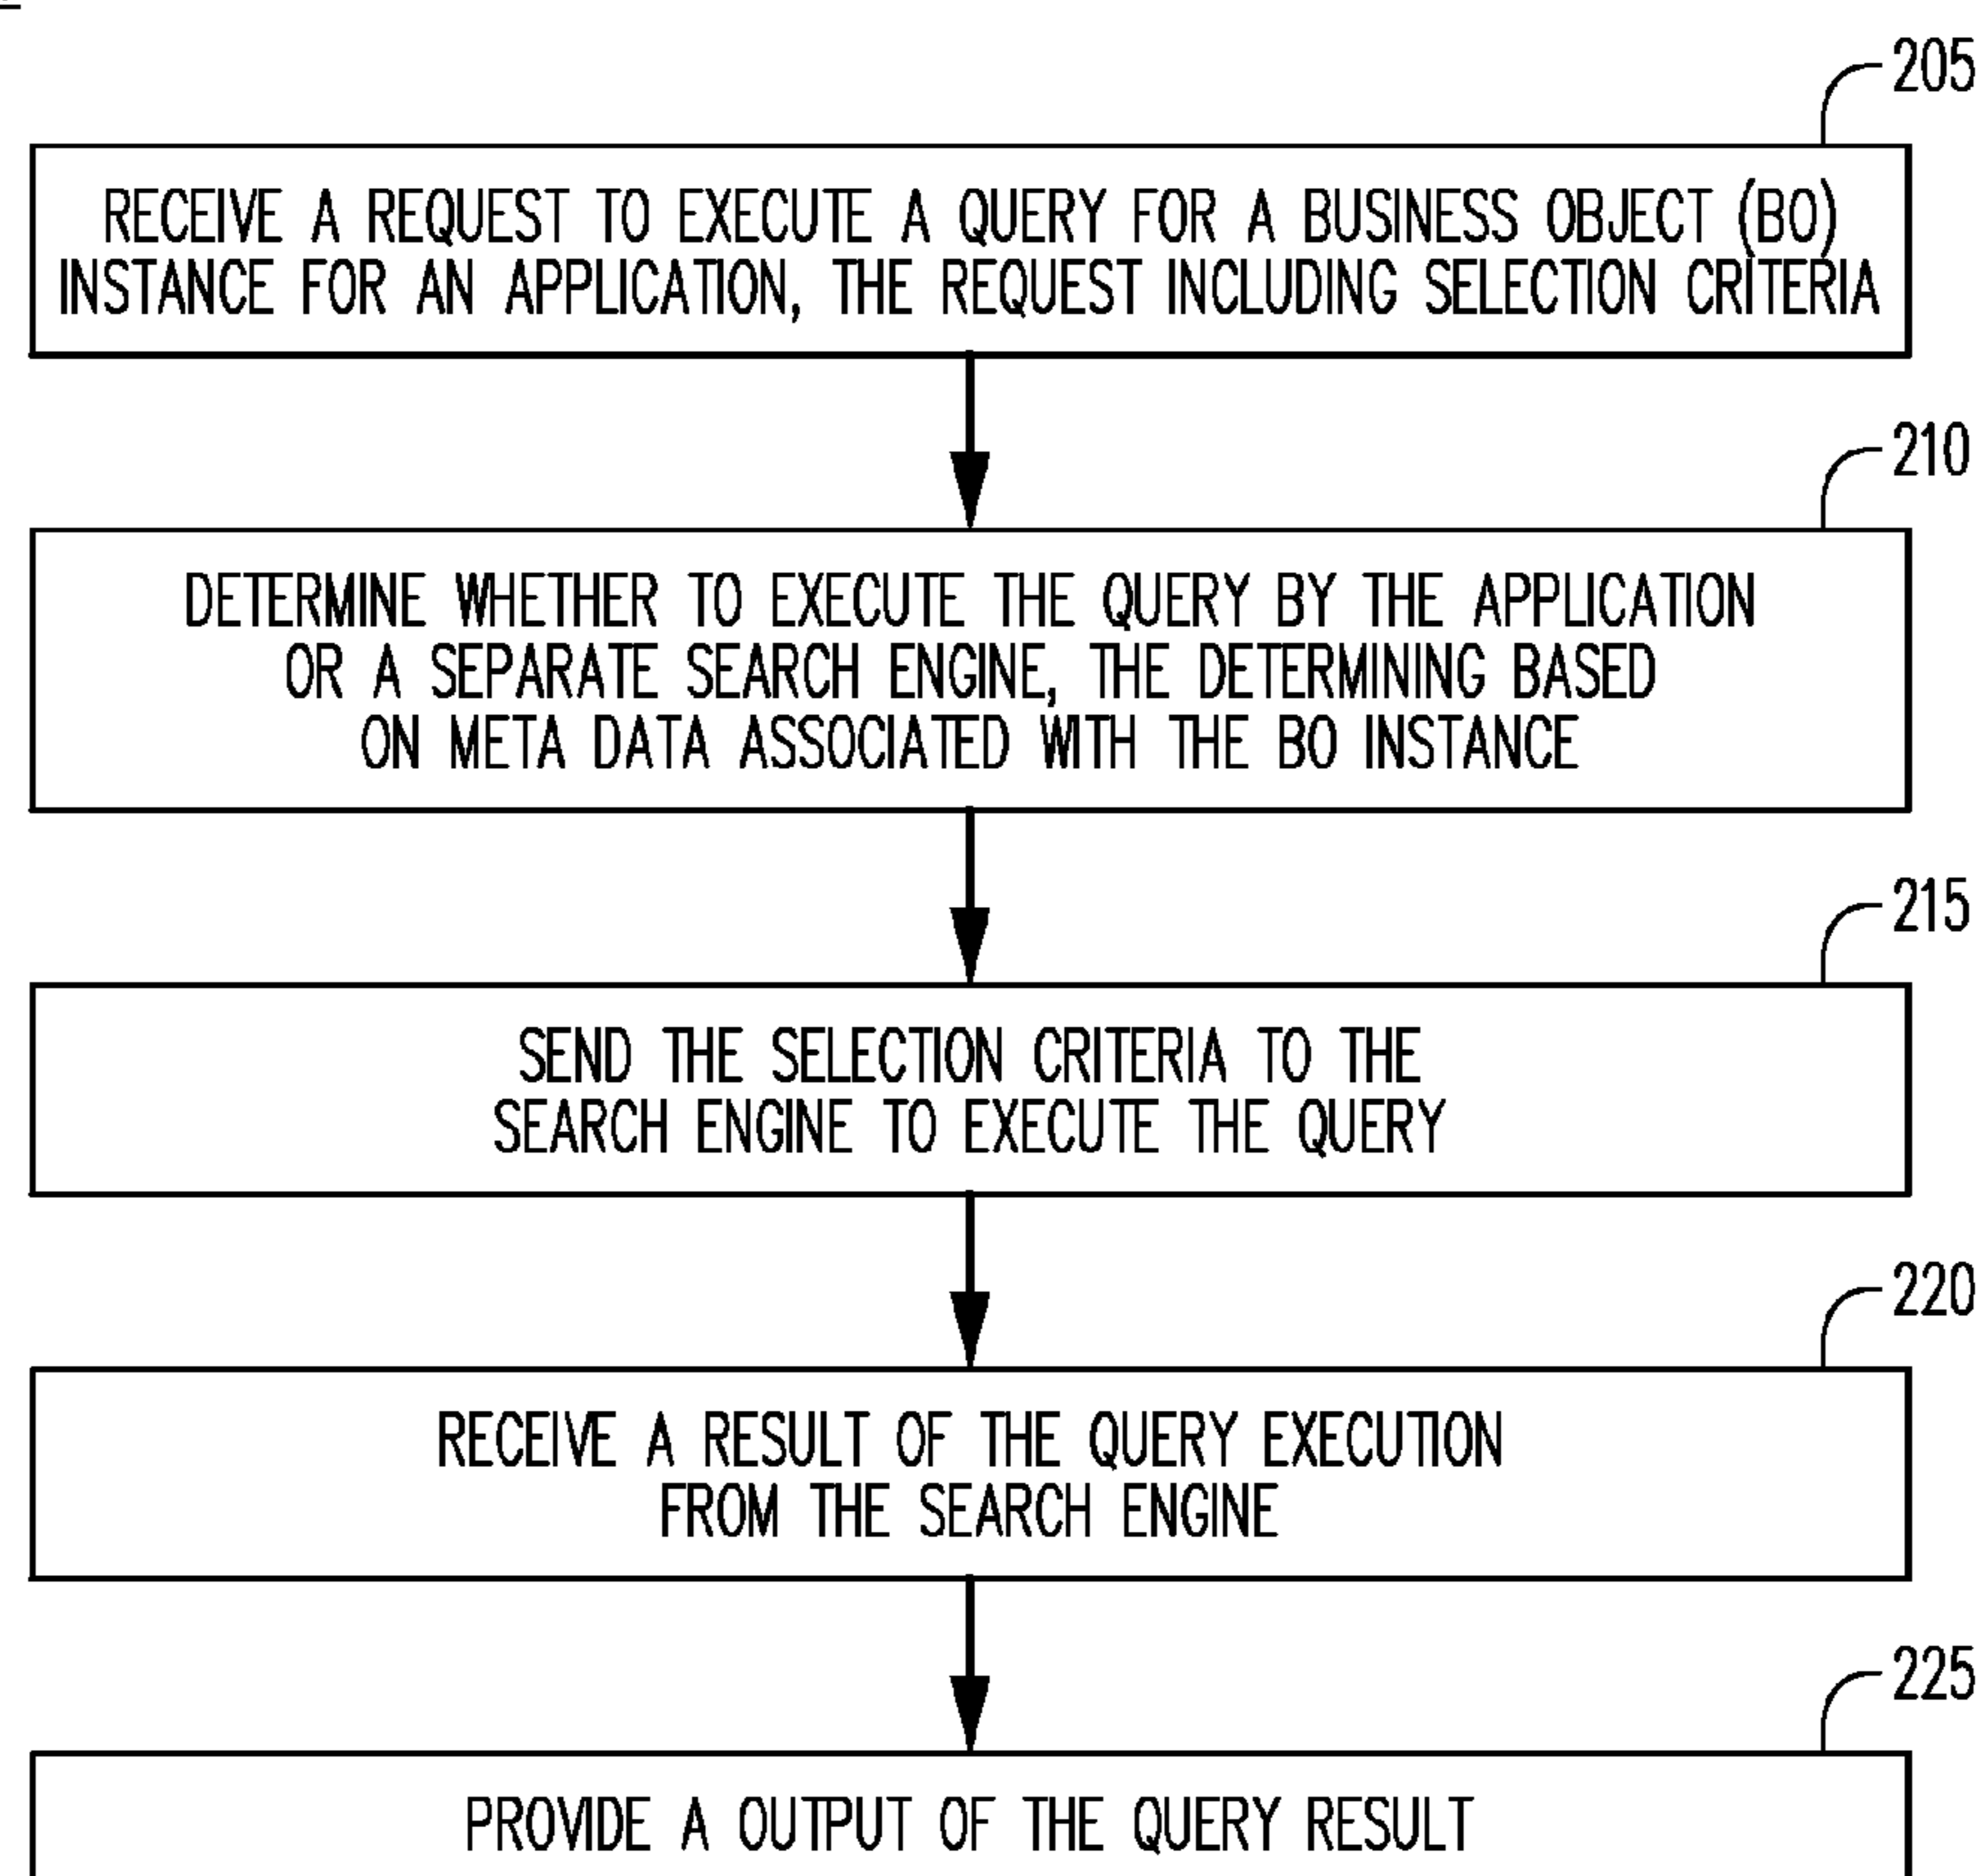 205
RECEIVE A REQUEST TO EXECUTE A QUERY FOR A BUSINESS OBJECT (BO)
INSTANCE FOR AN APPLICATION, THE REQUEST INCLUDING SELECTION CRITERIA
210
DETERMINE WHETHER TO EXECUTE THE QUERY BY THE APPLICATION
OR A SEPARATE SEARCH ENGINE, THE DETERMINING BASED
ON META DATA ASSOCIATED WITH THE BO INSTANCE
215
SEND THE SELECTION CRITERIA TO THE
SEARCH ENGINE TO EXECUTE THE QUERY
220
RECEIVE A RESULT OF THE QUERY EXECUTION
FROM THE SEARCH ENGINE
225
PROVIDE A OUTPUT OF THE QUERY RESULT